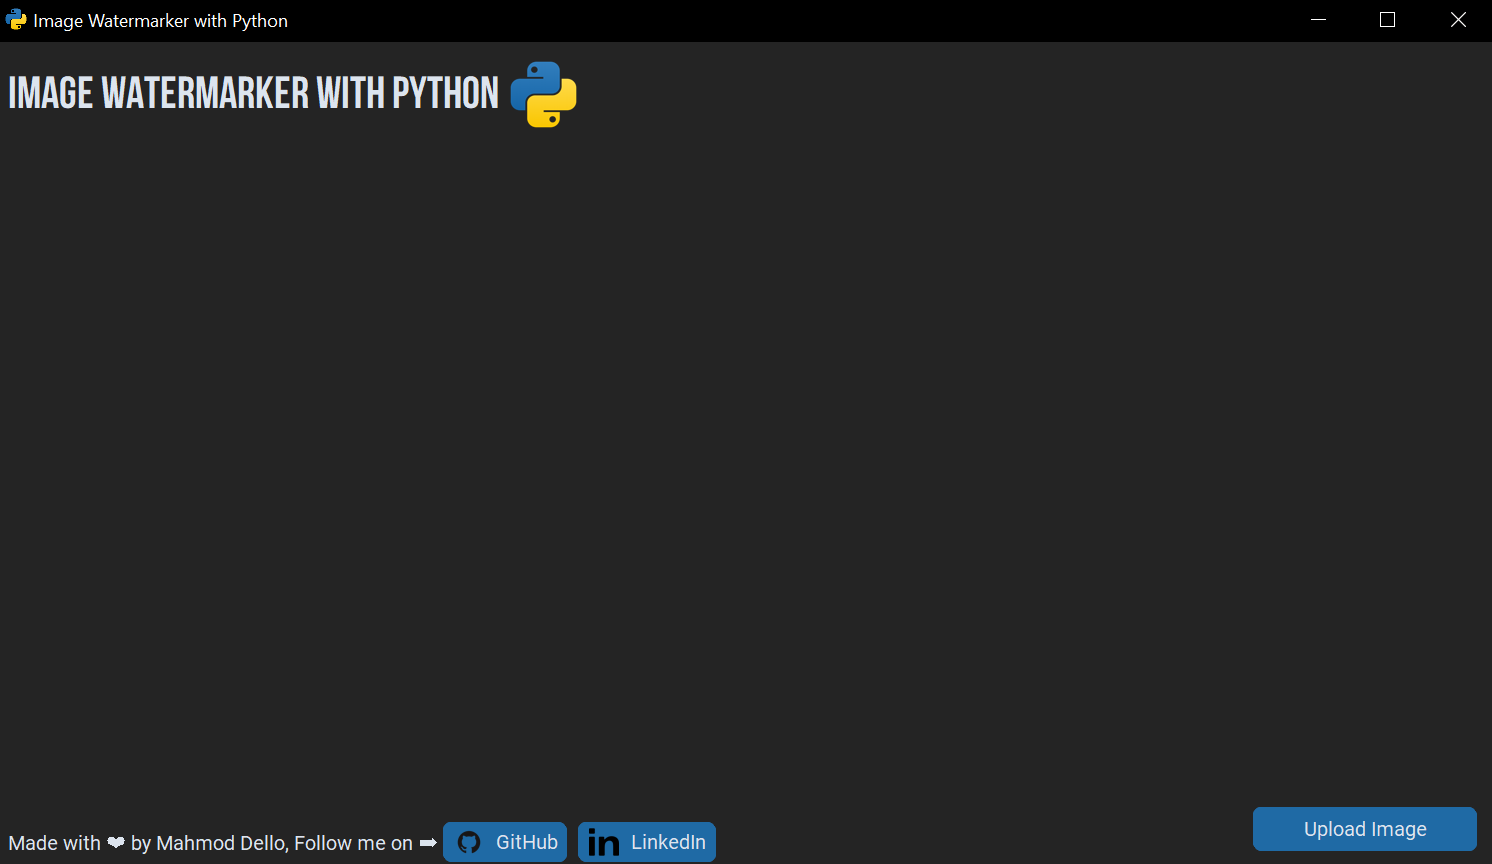 Image Watermarker with Python
IMAGE WATERMARKER WITH PYTHON
Made with ❤ by Mahmod Dello, Follow me on ➡ GitHub in LinkedIn
Upload Image